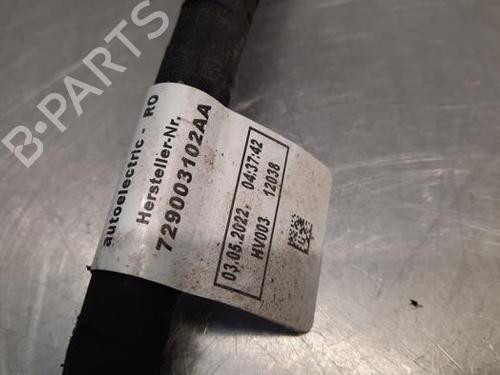 B-PARTS
autoelectric - RO
Hersteller-Nr.
729003102AA
03.05.2022 04:37:42
HV003 12038